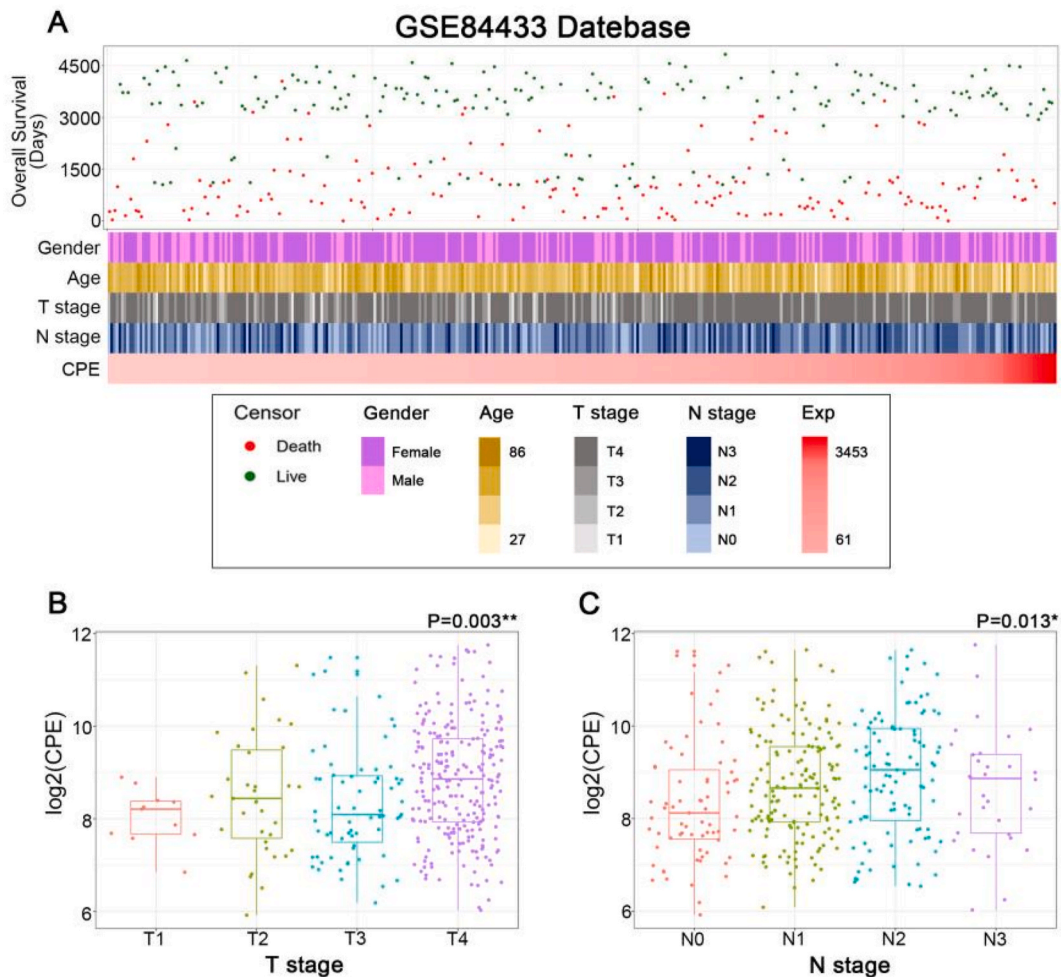 A
GSE84433 Datebase
Overall Survival
(Days)
4500
3000
1500
0
Gender
Age
T stage
N stage
CPE
Censor
Death
Live
Gender
Female
Male
Age
86
27
T stage
T4
T3
T2
T1
N stage
N3
N2
N1
N0
Exp
3453
61
B
P=0.003**
log2(CPE)
12
10
8
6
T1 T2 T3 T4
T stage
C
P=0.013*
log2(CPE)
12
10
8
6
N0 N1 N2 N3
N stage